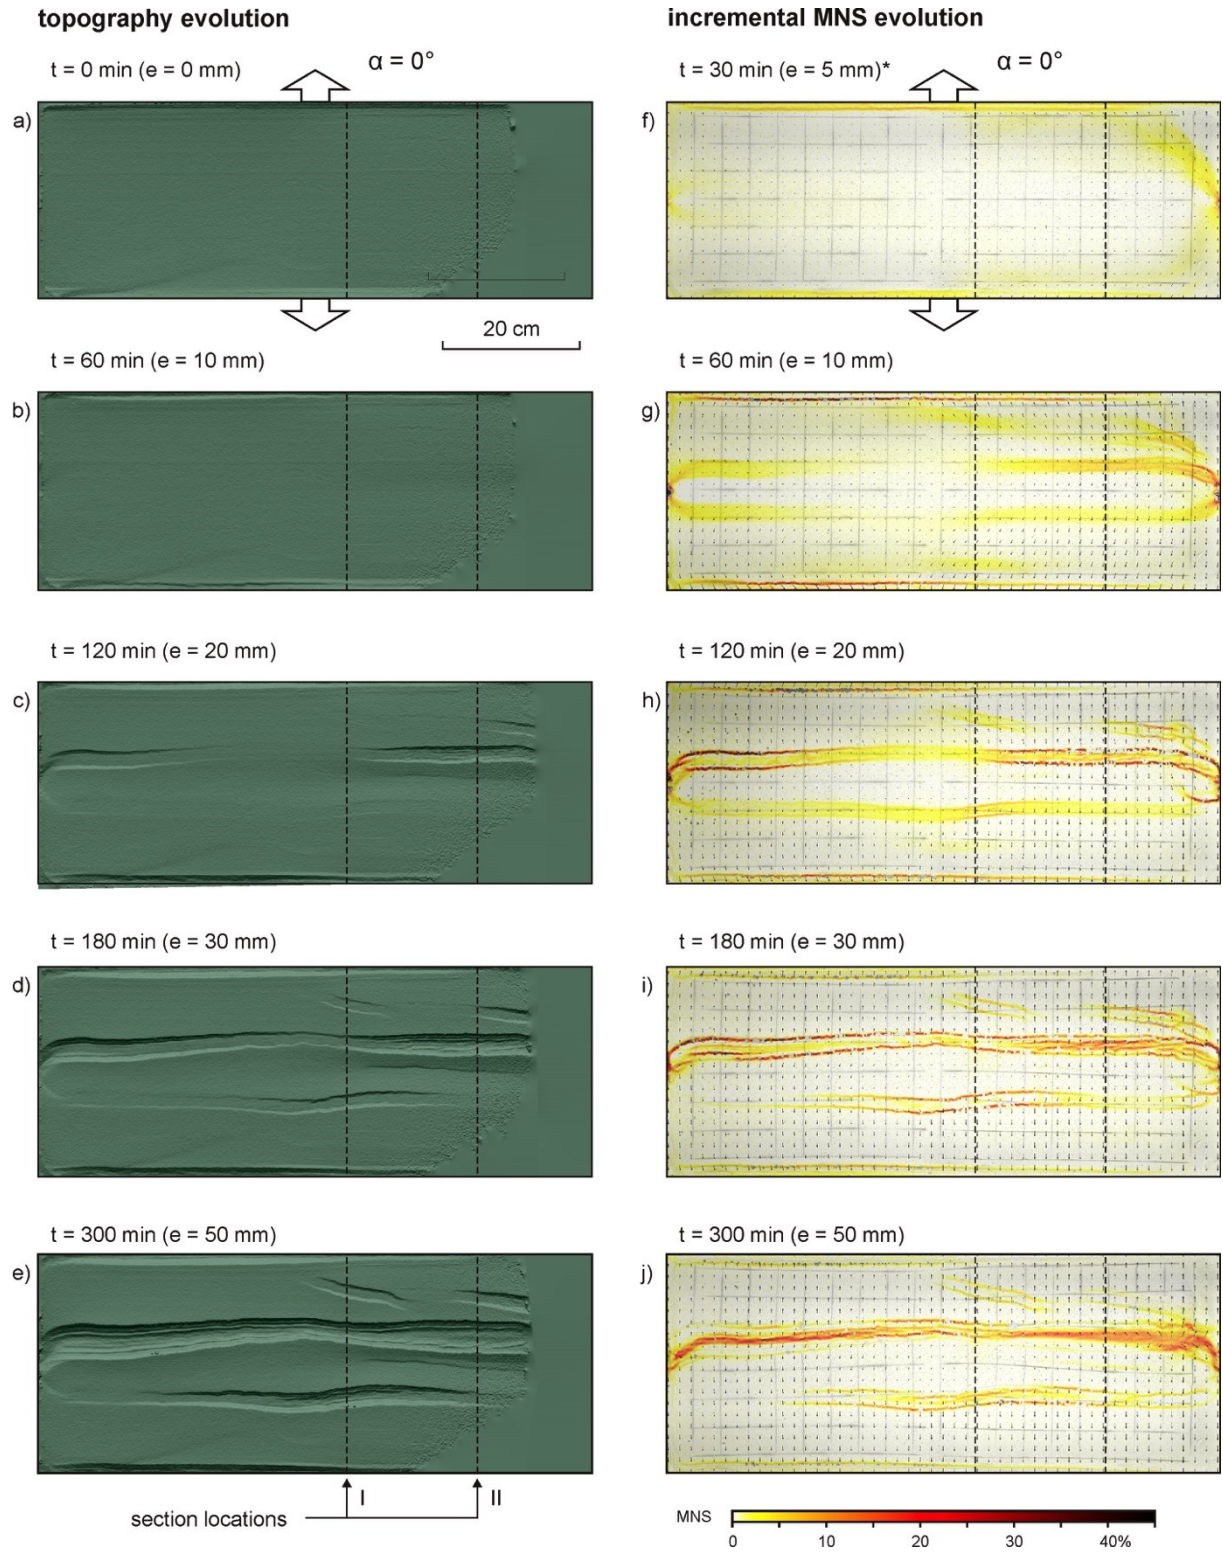 topography evolution
incremental MNS evolution
t = 0 min (e = 0 mm)
α = 0°
t = 30 min (e = 5 mm)*
α = 0°
a)
f)
20 cm
t = 60 min (e = 10 mm)
t = 60 min (e = 10 mm)
b)
g)
t = 120 min (e = 20 mm)
t = 120 min (e = 20 mm)
c)
h)
t = 180 min (e = 30 mm)
t = 180 min (e = 30 mm)
d)
i)
t = 300 min (e = 50 mm)
t = 300 min (e = 50 mm)
e)
j)
I
II
section locations
MNS
0 10 20 30 40%